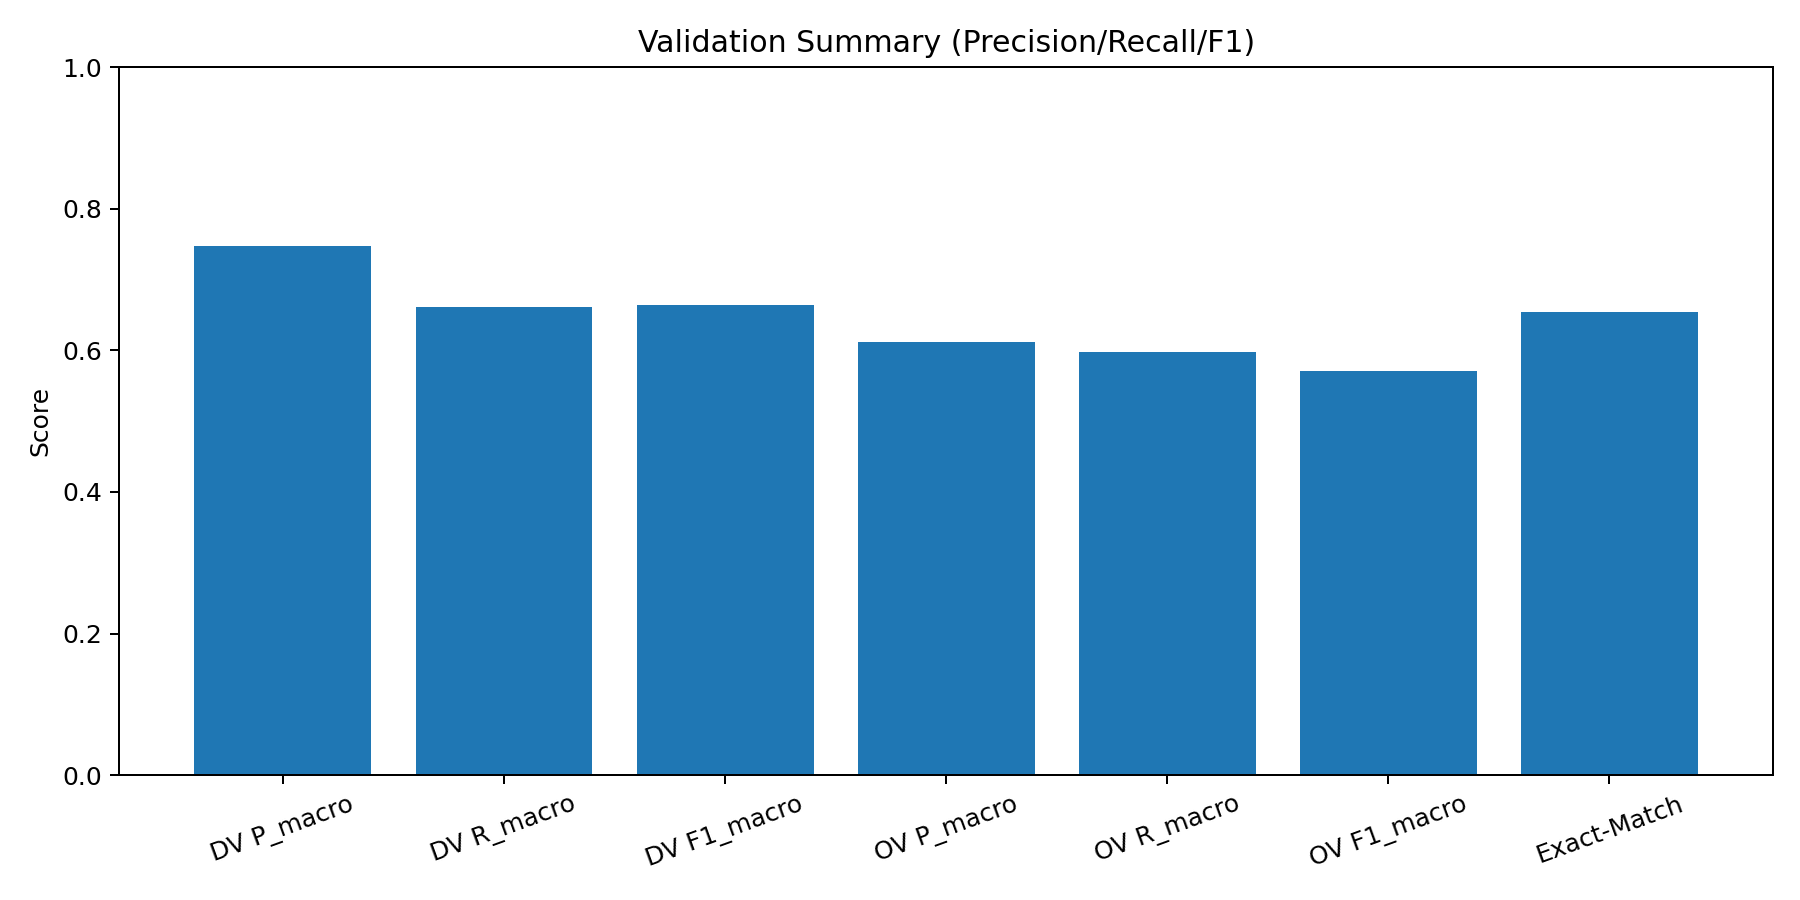 Validation Summary (Precision/Recall/F1)
1.0
0.8
0.6
0.4
0.2
0.0
Score
DV P_macro
DV R_macro
DV F1_macro
OV P_macro
OV R_macro
OV F1_macro
Exact-Match